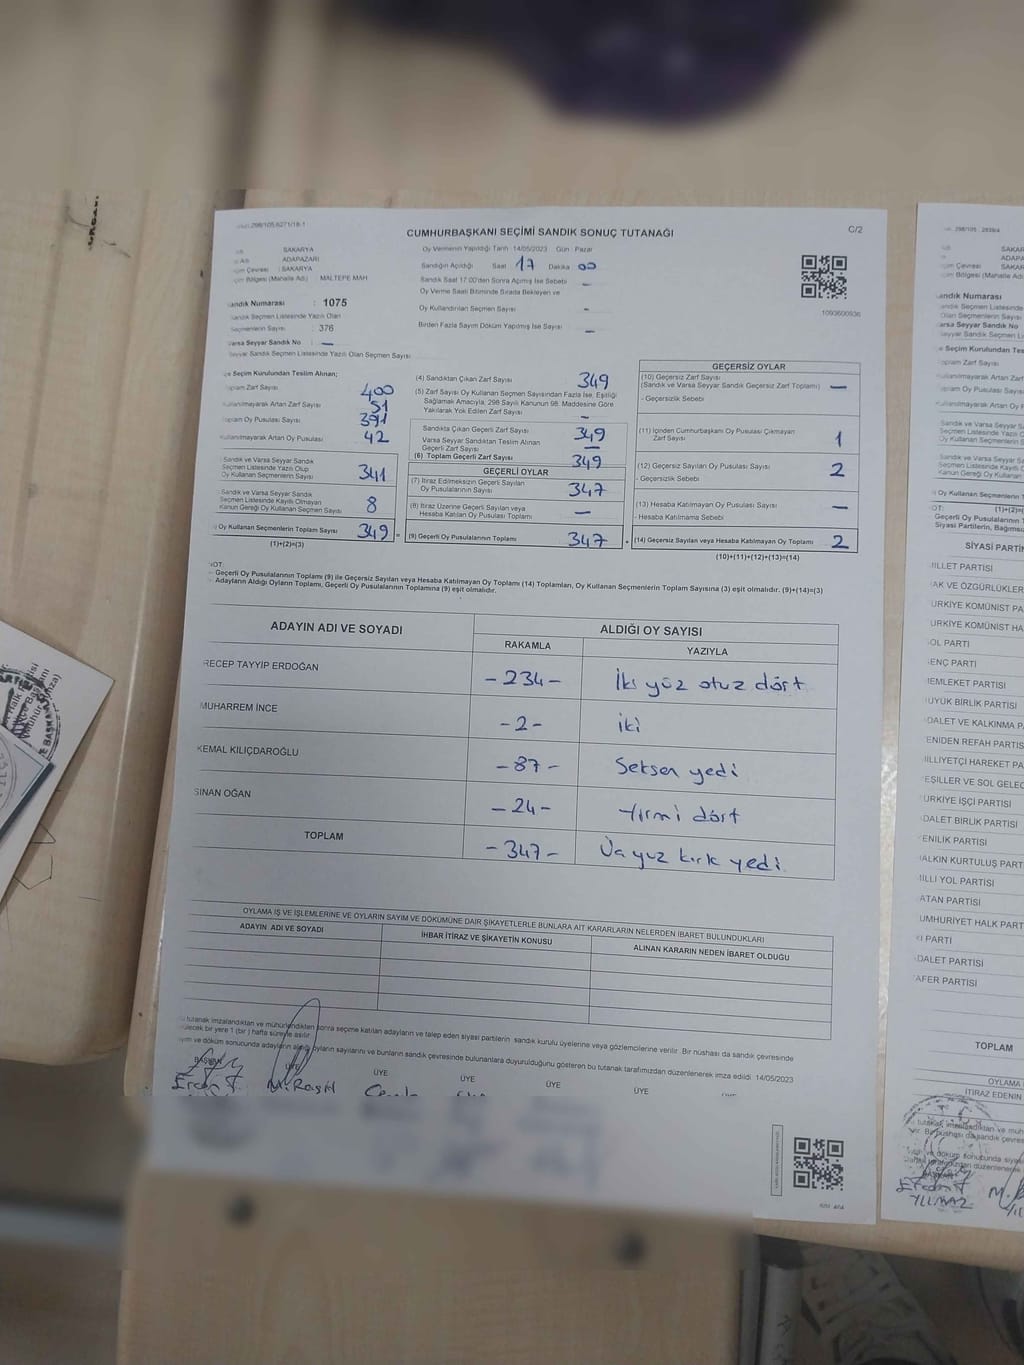 298/105.6271/18-1
CUMHURBAŞKANI SEÇİMİ SANDIK SONUÇ TUTANAĞI
C/2
SAKARYA
ADAPAZARI
SAKARYA
Bölgesi (Mahalle Adı) : MALTEPE MAH
Sandık Numarası : 1075
Sandık Seçmen Listesinde Yazılı Olan
Seçmenlerin Sayısı : 376
Varsa Seyyar Sandık No : —
Seyyar Sandık Seçmen Listesinde Yazılı Olan Seçmen Sayısı
Oy Vermenin Yapıldığı Tarih 14/05/2023 Gün Pazar
Sandığın Açıldığı Saat 17 Dakika 00
Sandık Saat 17:00'den Sonra Açılmış İse Sebebi —
Oy Verme Saati Bitiminde Sırada Bekleyen ve
Oy Kullandırılan Seçmen Sayısı -
Birden Fazla Sayım Döküm Yapılmış İse Sayısı —
1093600936
Seçim Kurulundan Teslim Alınan;
Toplam Zarf Sayısı 400
Kullanılmayarak Artan Zarf Sayısı 51
Toplam Oy Pusulası Sayısı 391
Kullanılmayarak Artan Oy Pusulası 42
Sandık ve Varsa Seyyar Sandık
Seçmen Listesinde Yazılı Olup
Oy Kullanan Seçmenlerin Sayısı 341
Sandık ve Varsa Seyyar Sandık
Seçmen Listesinde Kayıtlı Olmayan
Kanun Gereği Oy Kullanan Seçmen Sayısı 8
Oy Kullanan Seçmenlerin Toplam Sayısı 349
(1)+(2)=(3)
(4) Sandıktan Çıkan Zarf Sayısı 349
(5) Zarf Sayısı Oy Kullanan Seçmen Sayısından Fazla İse, Eşitliği
Sağlamak Amacıyla, 298 Sayılı Kanunun 98. Maddesine Göre
Yakılarak Yok Edilen Zarf Sayısı —
Sandıkta Çıkan Geçerli Zarf Sayısı 349
Varsa Seyyar Sandıktan Teslim Alınan
Geçerli Zarf Sayısı —
(6) Toplam Geçerli Zarf Sayısı 349
GEÇERLİ OYLAR
(7) İtiraz Edilmeksizin Geçerli Sayılan
Oy Pusulalarının Sayısı 347
(8) İtiraz Üzerine Geçerli Sayılan veya
Hesaba Katılan Oy Pusulası Toplamı —
(9) Geçerli Oy Pusulalarının Toplamı 347
GEÇERSİZ OYLAR
(10) Geçersiz Zarf Sayısı
(Sandık ve Varsa Seyyar Sandık Geçersiz Zarf Toplamı) —
- Geçersizlik Sebebi
(11) İçinden Cumhurbaşkanı Oy Pusulası Çıkmayan
Zarf Sayısı 1
(12) Geçersiz Sayılan Oy Pusulası Sayısı 2
- Geçersizlik Sebebi
(13) Hesaba Katılmayan Oy Pusulası Sayısı —
- Hesaba Katılmama Sebebi
(14) Geçersiz Sayılan veya Hesaba Katılmayan Oy Toplamı 2
(10)+(11)+(12)+(13)=(14)
NOT:
- Geçerli Oy Pusulalarının Toplamı (9) ile Geçersiz Sayılan veya Hesaba Katılmayan Oy Toplamı (14) Toplamları, Oy Kullanan Seçmenlerin Toplam Sayısına (3) eşit olmalıdır. (9)+(14)=(3)
- Adayların Aldığı Oyların Toplamı, Geçerli Oy Pusulalarının Toplamına (9) eşit olmalıdır.
ADAYIN ADI VE SOYADI
ALDIĞI OY SAYISI
RAKAMLA
YAZIYLA
RECEP TAYYİP ERDOĞAN -234- İki yüz otuz dört
MUHARREM İNCE -2- iki
KEMAL KILIÇDAROĞLU -87- Seksen yedi
SİNAN OĞAN -24- Yirmi dört
TOPLAM -347- Üç yüz kırk yedi
OYLAMA İŞ VE İŞLEMLERİNE VE OYLARIN SAYIM VE DÖKÜMÜNE DAİR ŞİKAYETLERLE BUNLARA AİT KARARLARIN NELERDEN İBARET BULUNDUKLARI
ADAYIN ADI VE SOYADI
İHBAR İTİRAZ VE ŞİKAYETİN KONUSU
ALINAN KARARIN NEDEN İBARET OLDUĞU
tutanak imzalandıktan ve mühürlendikten sonra seçime katılan adayların ve talep eden siyasi partilerin sandık kurulu üyelerine veya gözlemcilerine verilir. Bir nüshası da sandık çevresinde
bir yere 1 (bir) hafta süreyle asılır.
ve döküm sonucunda adayların aldığı oyların sayılarını ve bunların sandık çevresinde bulunanlara duyurulduğunu gösteren bu tutanak tarafımızdan düzenlenerek imza edildi. 14/05/2023
BAŞKAN ÜYE ÜYE ÜYE ÜYE ÜYE
M. Raşit
298/105
SAKAR
ADAPA
SAKAR
Seçim Çevresi
Bölgesi (Mahalle Adı)
Sandık Numarası
Varsa Seyyar Sandık No
(1)+(2)=
SİYASİ PARTİ
MİLLET PARTİSİ
HAK VE ÖZGÜRLÜKLER
TÜRKİYE KOMÜNİST PA
TÜRKİYE KOMÜNİST HA
SOL PARTİ
GENÇ PARTİ
MEMLEKET PARTİSİ
BÜYÜK BİRLİK PARTİSİ
ADALET VE KALKINMA P
YENİDEN REFAH PARTİSİ
MİLLİYETÇİ HAREKET PA
YEŞİLLER VE SOL GELEC
TÜRKİYE İŞÇİ PARTİSİ
ADALET BİRLİK PARTİSİ
YENİLİK PARTİSİ
HALKIN KURTULUŞ PART
MİLLİ YOL PARTİSİ
VATAN PARTİSİ
CUMHURİYET HALK PART
İYİ PARTİ
ADALET PARTİSİ
ZAFER PARTİSİ
TOPLAM
OYLAMA
İTİRAZ EDENİN
YILMAZ